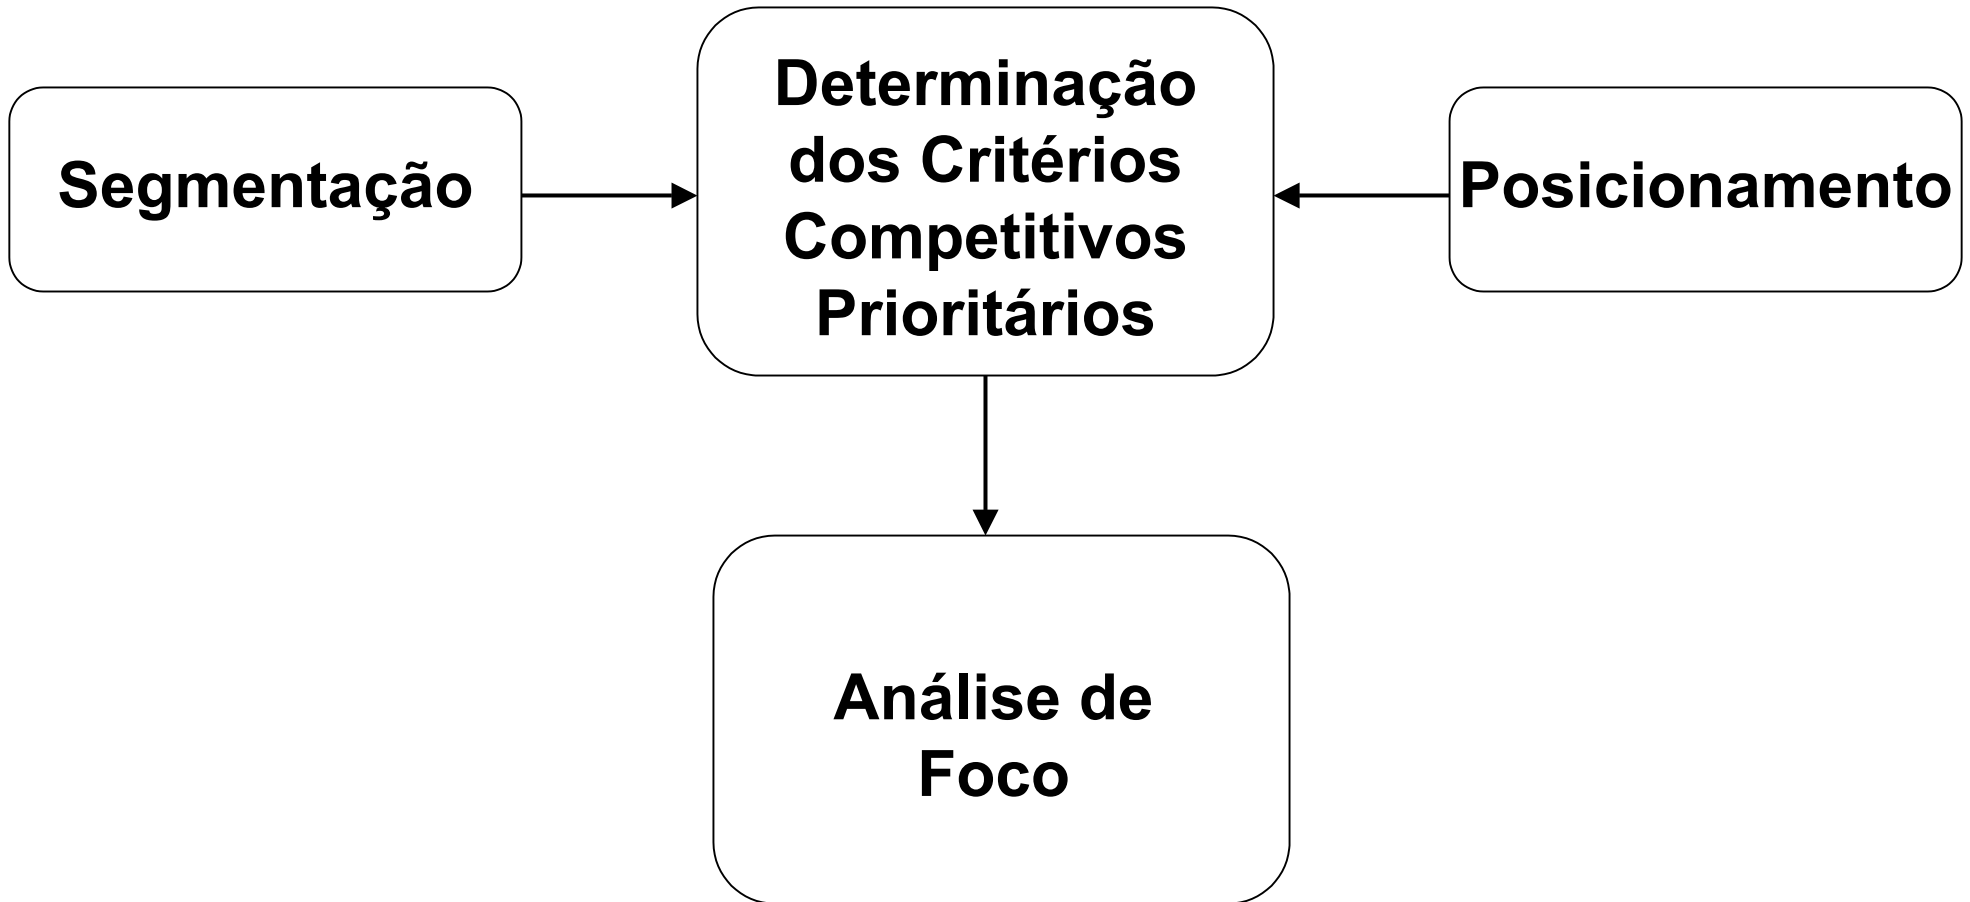 Segmentação
Determinação
dos Critérios
Competitivos
Prioritários
Posicionamento
Análise de
Foco